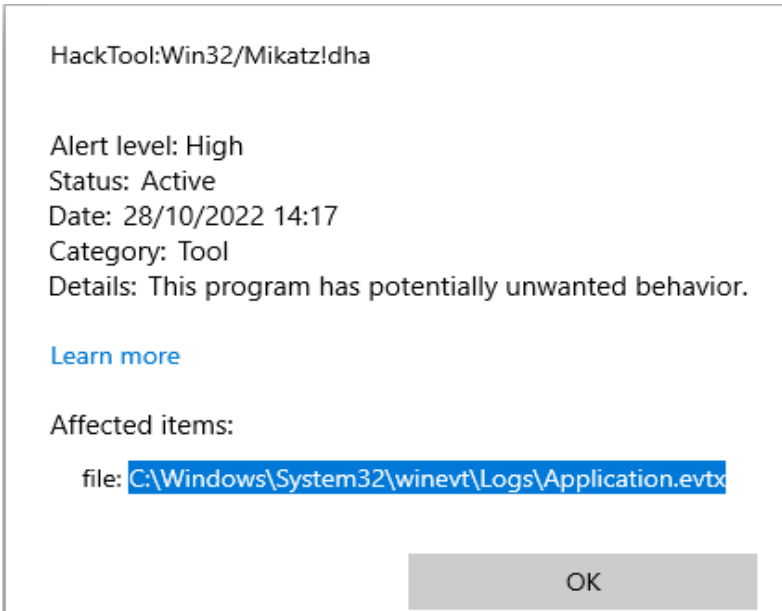 HackTool:Win32/Mikatz!dha
Alert level: High
Status: Active
Date: 28/10/2022 14:17
Category: Tool
Details: This program has potentially unwanted behavior.
Learn more
Affected items:
file: C:\Windows\System32\winevt\Logs\Application.evtx
OK